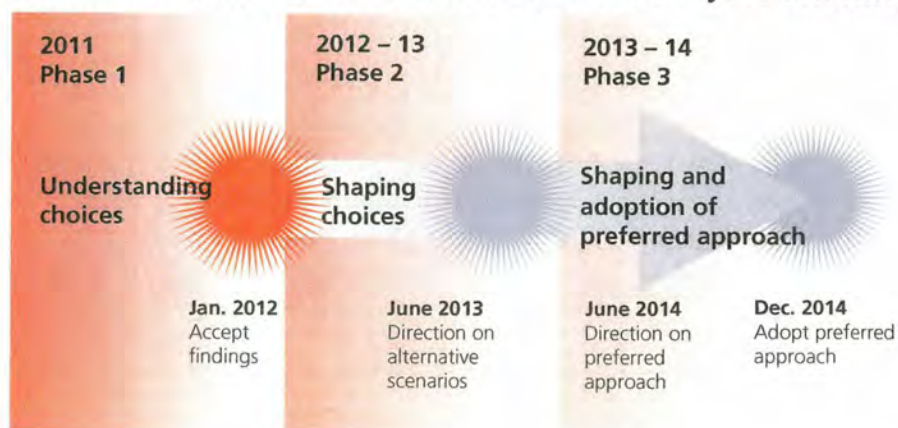 2011
Phase 1
2012 – 13
Phase 2
2013 – 14
Phase 3
Understanding
choices
Shaping
choices
Shaping and
adoption of
preferred approach
Jan. 2012
Accept
findings
June 2013
Direction on
alternative
scenarios
June 2014
Direction on
preferred
approach
Dec. 2014
Adopt preferred
approach